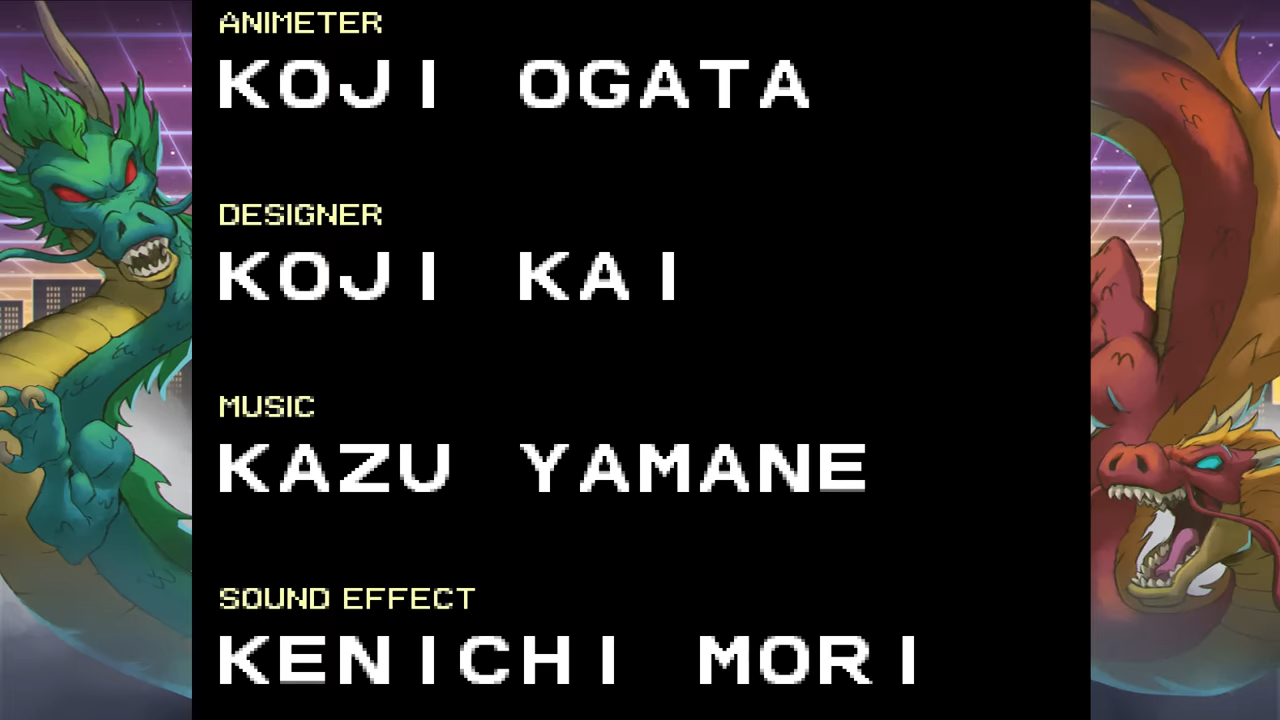 ANIMETER
KOJI OGATA
DESIGNER
KOJI KAI
MUSIC
KAZU YAMANE
SOUND EFFECT
KENICHI MORI